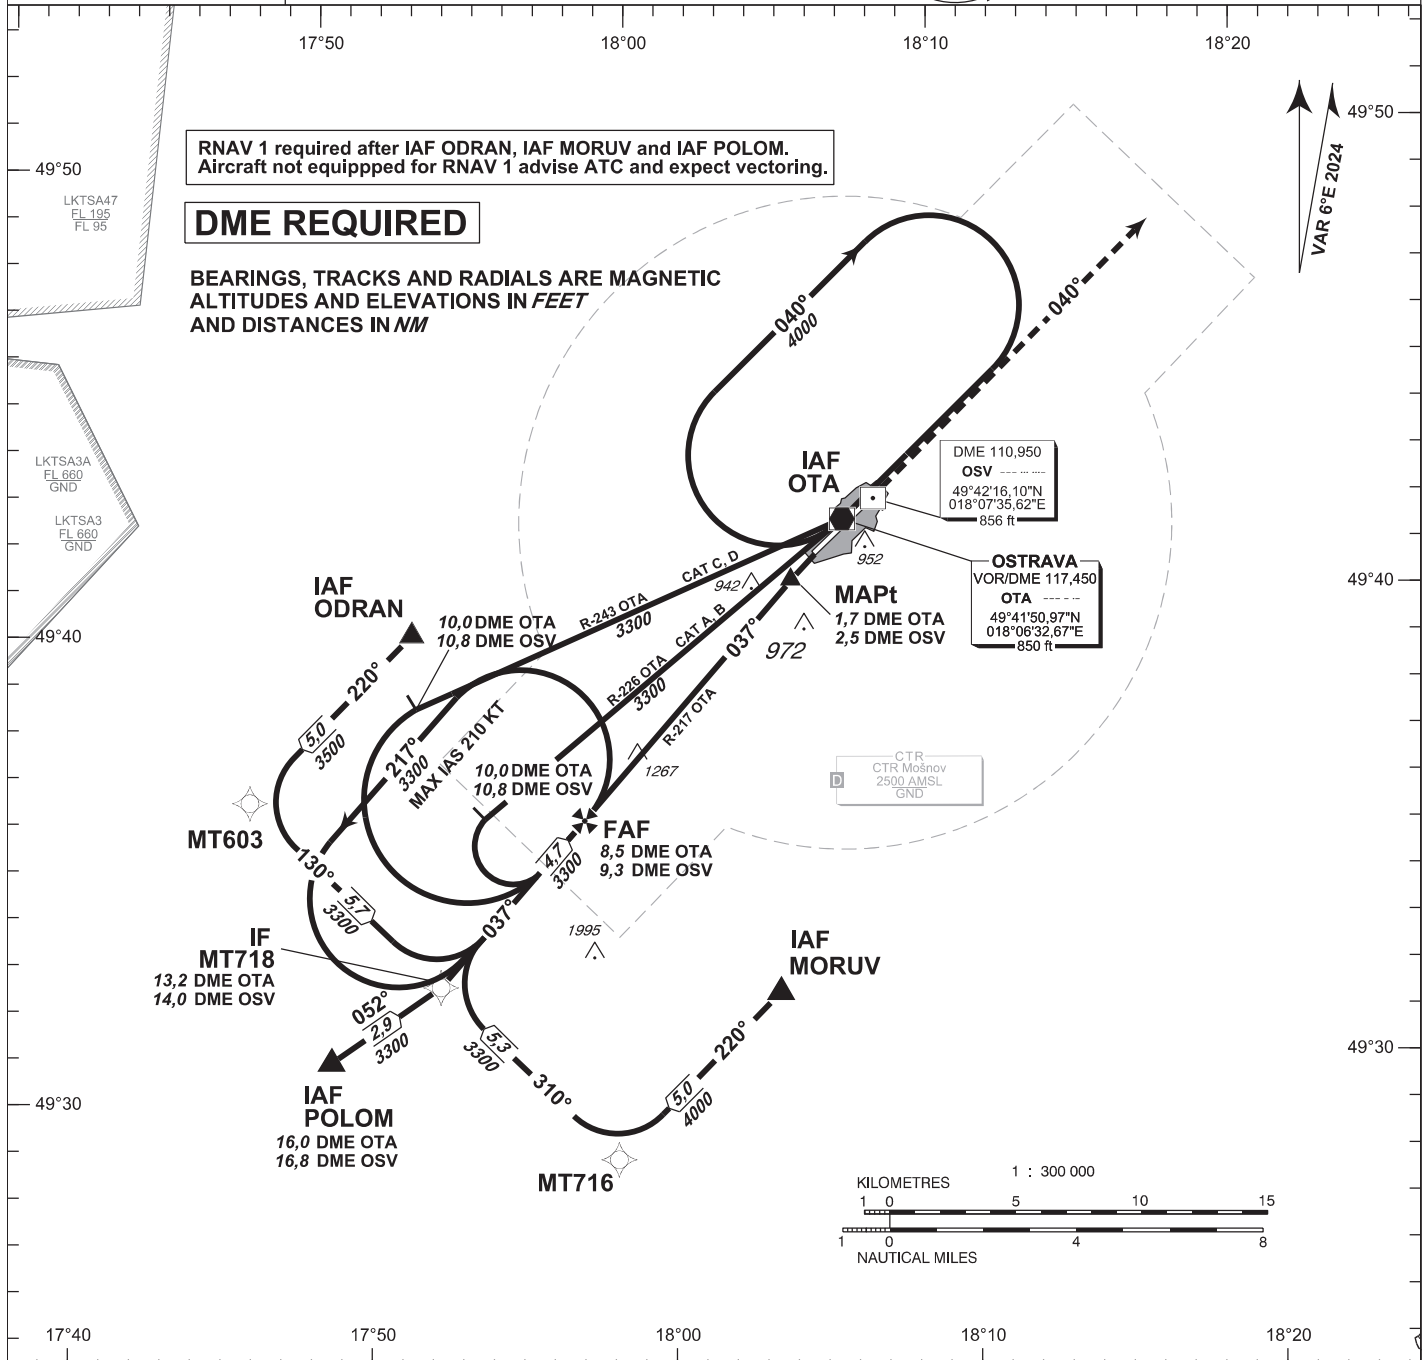 17°50
18°00
18°10
18°20
49°50
49°50
VAR 6°E 2024
RNAV 1 required after IAF ODRAN, IAF MORUV and IAF POLOM.
Aircraft not equippped for RNAV 1 advise ATC and expect vectoring.
DME REQUIRED
BEARINGS, TRACKS AND RADIALS ARE MAGNETIC
ALTITUDES AND ELEVATIONS IN FEET
AND DISTANCES IN NM
LKTSA47
FL 195
FL 95
040°
4000
040°
LKTSA3A
FL 660
GND
LKTSA3
FL 660
GND
IAF
OTA
DME 110,950
OSV
49°42'16,10"N
018°07'35,62"E
856 ft
OSTRAVA
VOR/DME 117,450
OTA
49°41'50,97"N
018°06'32,67"E
850 ft
952
942
CAT C, D
R-243 OTA
3300
CAT A, B
R-226 OTA
3300
037°
R-217 OTA
MAPt
1,7 DME OTA
2,5 DME OSV
972
49°40
49°40
IAF
ODRAN
10,0 DME OTA
10,8 DME OSV
220°
5,0
3500
217°
3300
MAX IAS 210 KT
10,0 DME OTA
10,8 DME OSV
1267
CTR
CTR Mošnov
2500 AMSL
GND
D
MT603
FAF
8,5 DME OTA
9,3 DME OSV
4,7
3300
130°
5,7
3300
037°
1995
IF
MT718
13,2 DME OTA
14,0 DME OSV
IAF
MORUV
052°
2,9
3300
5,3
3300
310°
220°
5,0
4000
49°30
49°30
IAF
POLOM
16,0 DME OTA
16,8 DME OSV
MT716
1 : 300 000
KILOMETRES
1 0 5 10 15
1 0 4 8
NAUTICAL MILES
17°40
17°50
18°00
18°10
18°20